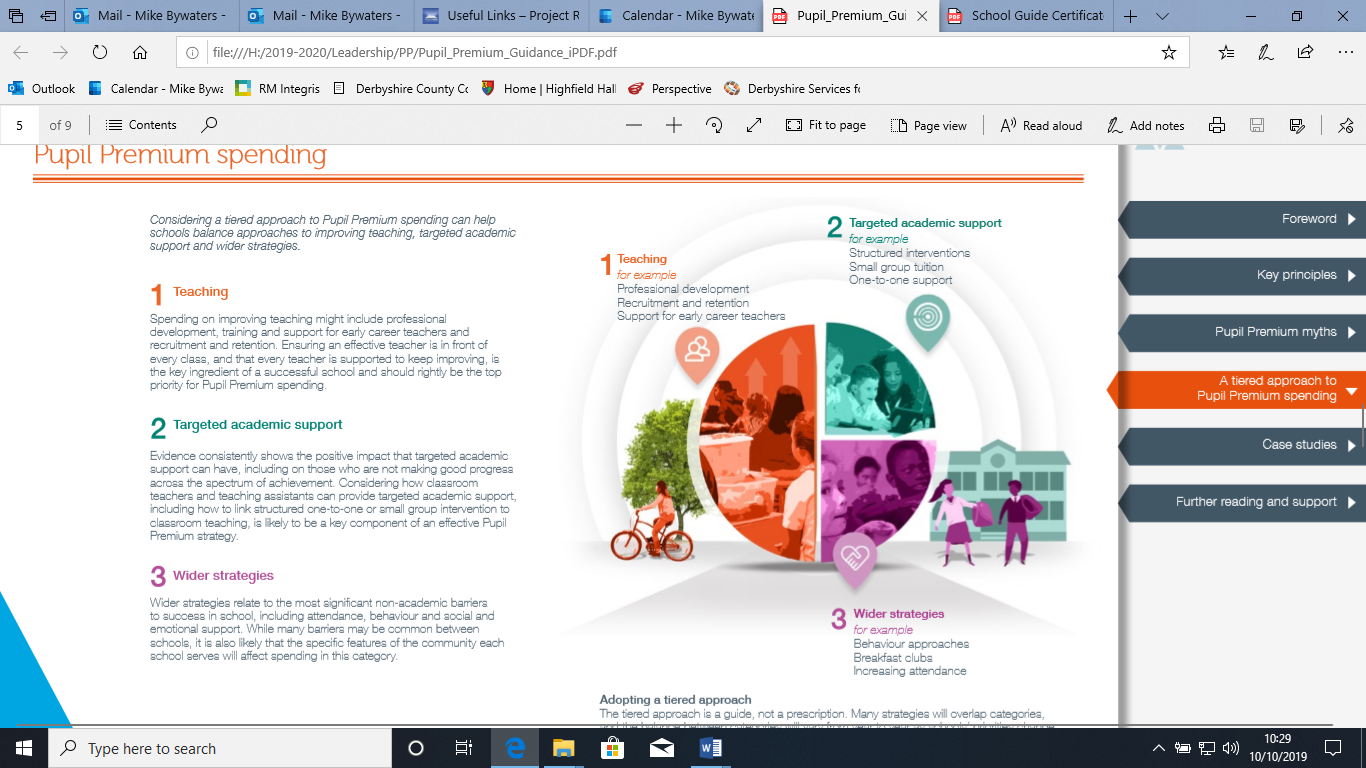 Mail - Mike Bywaters -
Mail - Mike Bywaters -
Useful Links – Project R
Calendar - Mike Bywate
Pupil_Premium_Gui
School Guide Certificat
file:///H:/2019-2020/Leadership/PP/Pupil_Premium_Guidance_iPDF.pdf
Outlook
Calendar - Mike Bywa
RM Integris
Derbyshire County Co
Home | Highfield Hall
Perspective
Derbyshire Services fo
5 of 9
Contents
Fit to page
Page view
Read aloud
Add notes
Pupil Premium spending
Considering a tiered approach to Pupil Premium spending can help
schools balance approaches to improving teaching, targeted academic
support and wider strategies.
1 Teaching
Spending on improving teaching might include professional
development, training and support for early career teachers and
recruitment and retention. Ensuring an effective teacher is in front of
every class, and that every teacher is supported to keep improving, is
the key ingredient of a successful school and should rightly be the top
priority for Pupil Premium spending.
2 Targeted academic support
Evidence consistently shows the positive impact that targeted academic
support can have, including on those who are not making good progress
across the spectrum of achievement. Considering how classroom
teachers and teaching assistants can provide targeted academic support,
including how to link structured one-to-one or small group intervention to
classroom teaching, is likely to be a key component of an effective Pupil
Premium strategy.
3 Wider strategies
Wider strategies relate to the most significant non-academic barriers
to success in school, including attendance, behaviour and social and
emotional support. While many barriers may be common between
schools, it is also likely that the specific features of the community each
school serves will affect spending in this category.
1 Teaching
for example
Professional development
Recruitment and retention
Support for early career teachers
2 Targeted academic support
for example
Structured interventions
Small group tuition
One-to-one support
3 Wider strategies
for example
Behaviour approaches
Breakfast clubs
Increasing attendance
Adopting a tiered approach
The tiered approach is a guide, not a prescription. Many strategies will overlap categories,
and the balance between categories will vary from year to year as schools' priorities change.
Foreword
Key principles
Pupil Premium myths
A tiered approach to
Pupil Premium spending
Case studies
Further reading and support
Type here to search
10:29
10/10/2019